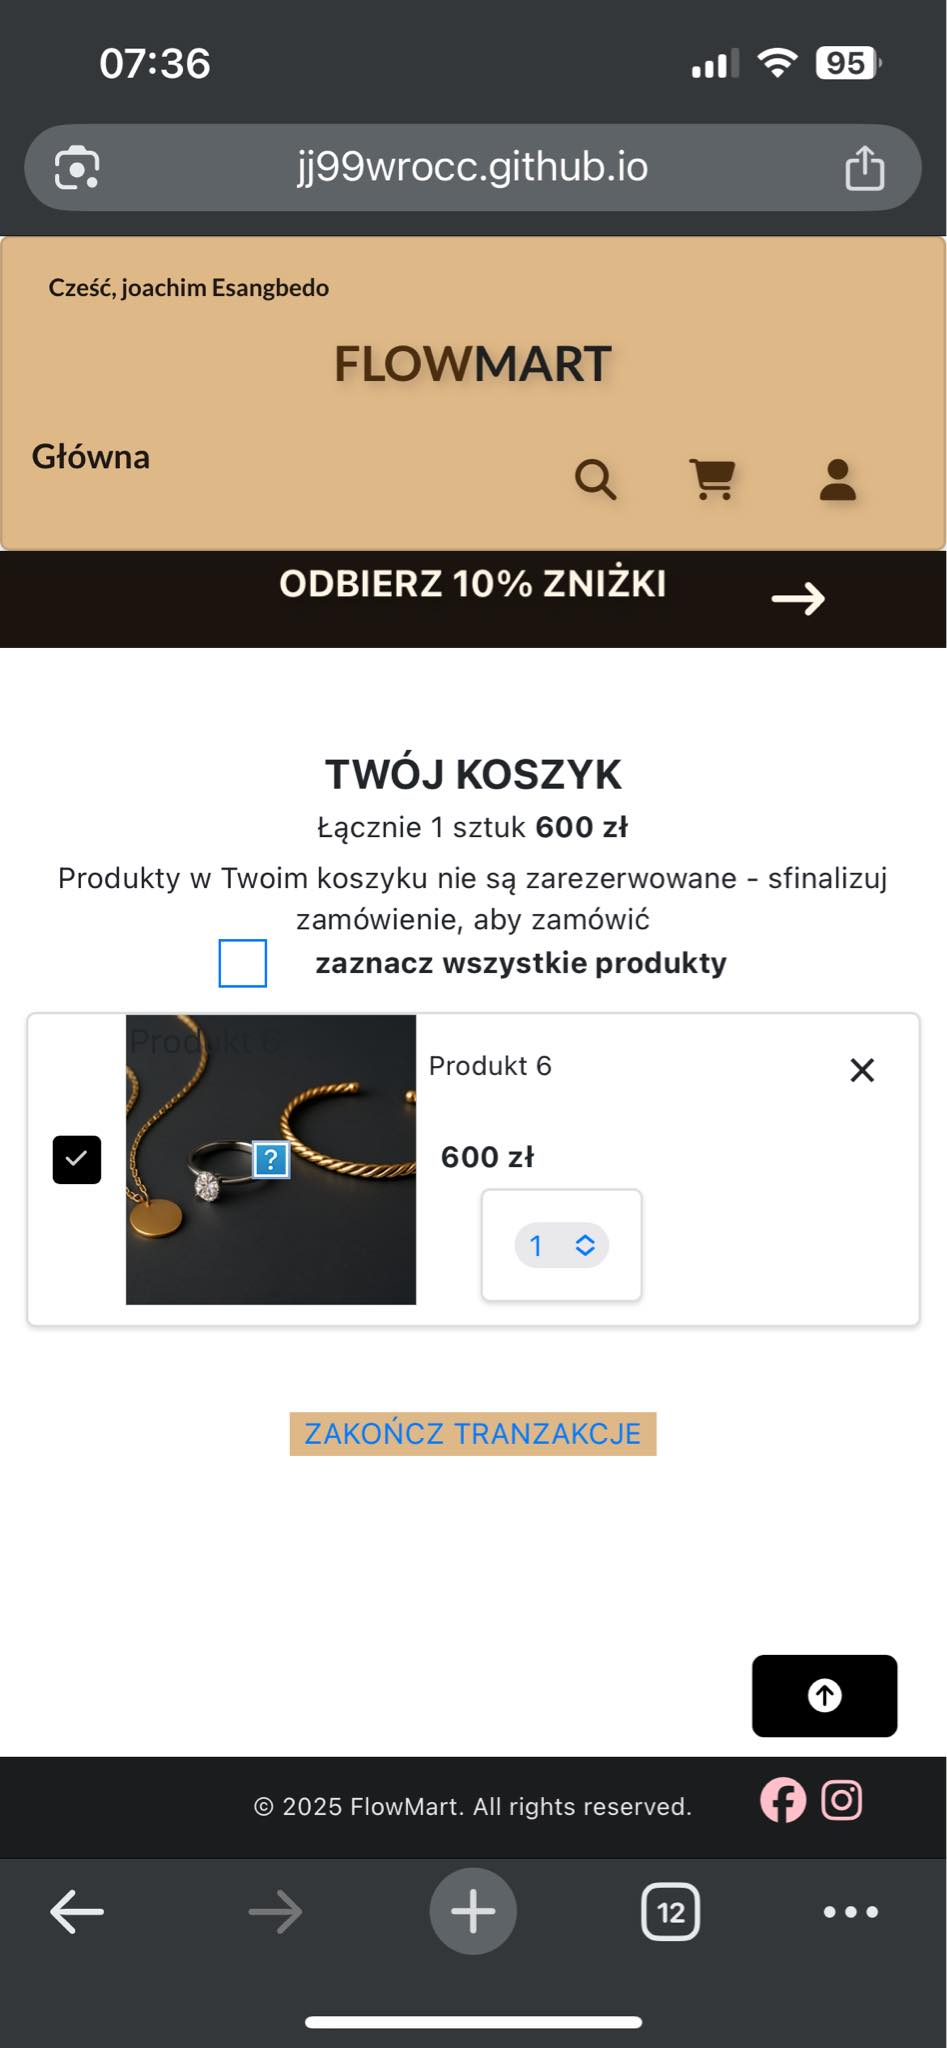 07:36
95
jj99wrocc.github.io
Cześć, joachim Esangbedo
FLOWMART
Główna
ODBIERZ 10% ZNIŻKI
TWÓJ KOSZYK
Łącznie 1 sztuk 600 zł
Produkty w Twoim koszyku nie są zarezerwowane - sfinalizuj
zamówienie, aby zamówić
zaznacz wszystkie produkty
Produkt 6
Produkt 6
?
600 zł
1
ZAKOŃCZ TRANZAKCJE
© 2025 FlowMart. All rights reserved.
12